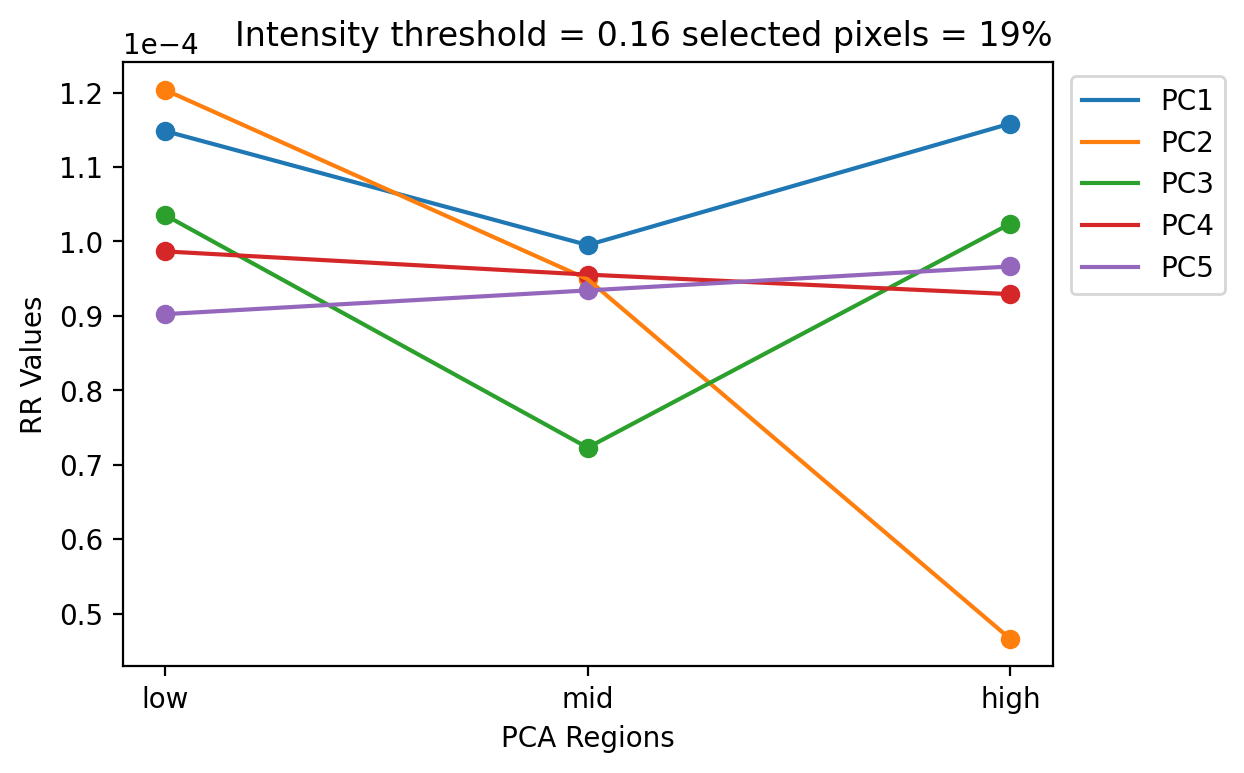 Intensity threshold = 0.16 selected pixels = 19%
1e−4
1.2
1.1
1.0
0.9
0.8
0.7
0.6
0.5
RR Values
low
mid
high
PCA Regions
PC1
PC2
PC3
PC4
PC5